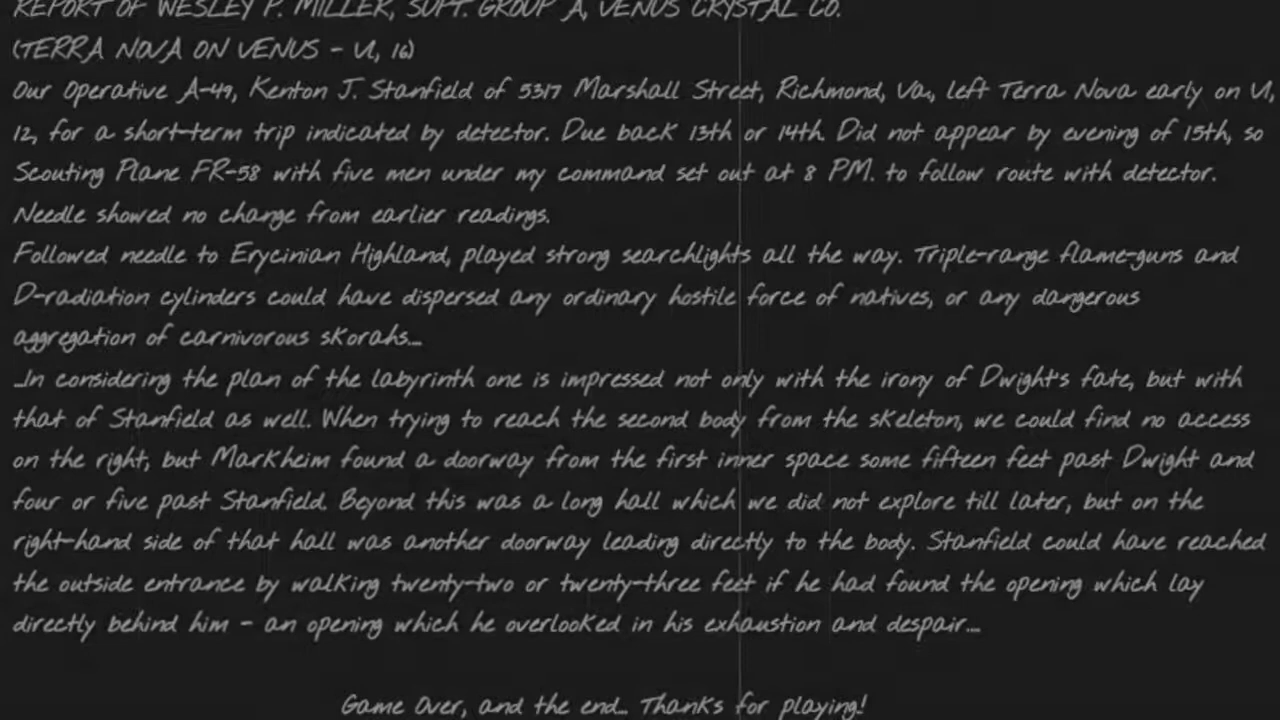 REPORT OF WESLEY P. MILLER, SUPT. GROUP A, VENUS CRYSTAL CO.
(TERRA NOVA ON VENUS - VI, 16)
Our Operative A-49, Kenton J. Stanfield of 5317 Marshall Street, Richmond, Va., left Terra Nova early on VI,
12, for a short-term trip indicated by detector. Due back 13th or 14th. Did not appear by evening of 15th, so
Scouting Plane FR-58 with five men under my command set out at 8 PM. to follow route with detector.
Needle showed no change from earlier readings.
Followed needle to Erycinian Highland, played strong searchlights all the way. Triple-range flame-guns and
D-radiation cylinders could have dispersed any ordinary hostile force of natives, or any dangerous
aggregation of carnivorous skorahs...
...In considering the plan of the labyrinth one is impressed not only with the irony of Dwight's fate, but with
that of Stanfield as well. When trying to reach the second body from the skeleton, we could find no access
on the right, but Markheim found a doorway from the first inner space some fifteen feet past Dwight and
four or five past Stanfield. Beyond this was a long hall which we did not explore till later, but on the
right-hand side of that hall was another doorway leading directly to the body. Stanfield could have reached
the outside entrance by walking twenty-two or twenty-three feet if he had found the opening which lay
directly behind him - an opening which he overlooked in his exhaustion and despair...
Game Over, and the end... Thanks for playing!